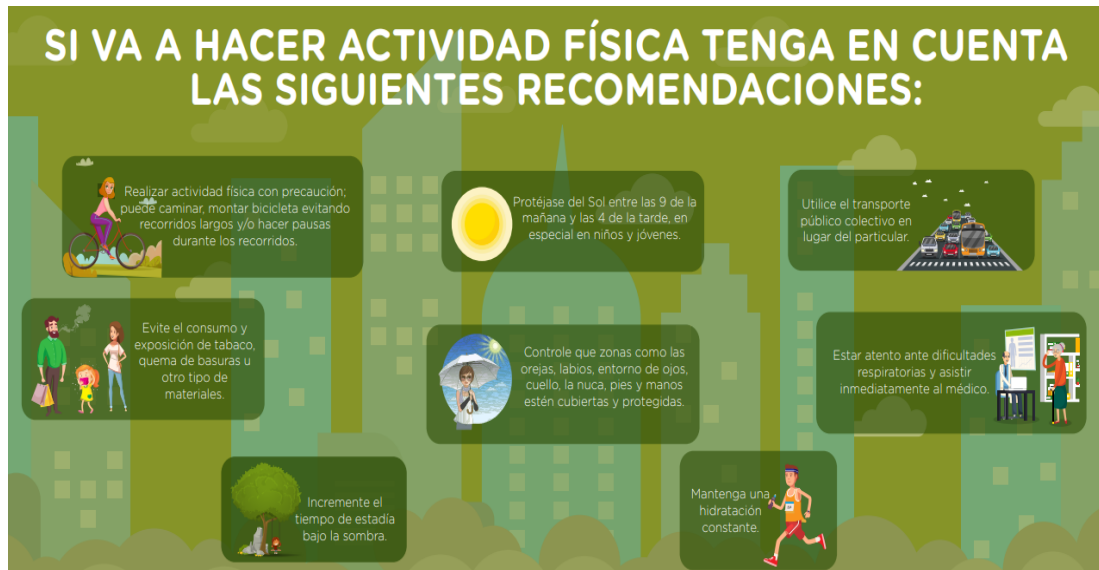 SI VA A HACER ACTIVIDAD FÍSICA TENGA EN CUENTA
LAS SIGUIENTES RECOMENDACIONES:
Realizar actividad física con precaución;
puede caminar, montar bicicleta evitando
recorridos largos y/o hacer pausas
durante los recorridos.
Protéjase del Sol entre las 9 de la
mañana y las 4 de la tarde, en
especial en niños y jóvenes.
Utilice el transporte
público colectivo en
lugar del particular.
Evite el consumo y
exposición de tabaco,
quema de basuras u
otro tipo de
materiales.
Controle que zonas como las
orejas, labios, entorno de ojos,
cuello, la nuca, pies y manos
estén cubiertas y protegidas.
Estar atento ante dificultades
respiratorias y asistir
inmediatamente al médico.
Incremente el
tiempo de estadía
bajo la sombra.
Mantenga una
hidratación
constante.